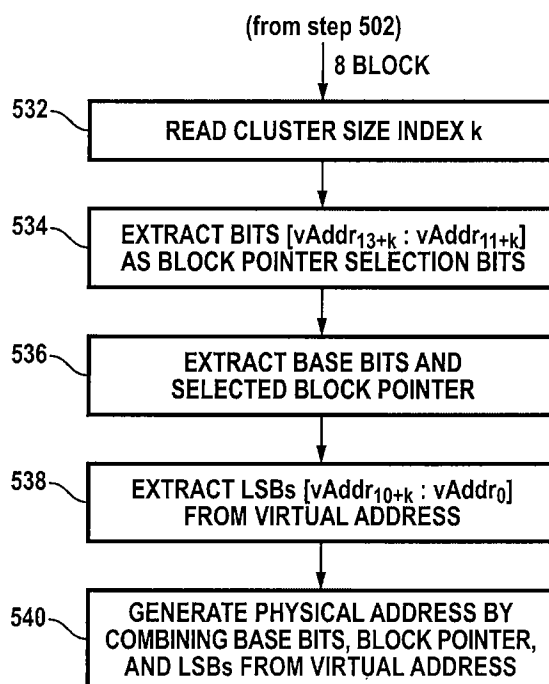 (from step 502)
8 BLOCK
532
READ CLUSTER SIZE INDEX k
534
EXTRACT BITS [vAddr13+k : vAddr11+k]
AS BLOCK POINTER SELECTION BITS
536
EXTRACT BASE BITS AND
SELECTED BLOCK POINTER
538
EXTRACT LSBs [vAddr10+k : vAddr0]
FROM VIRTUAL ADDRESS
540
GENERATE PHYSICAL ADDRESS BY
COMBINING BASE BITS, BLOCK POINTER,
AND LSBs FROM VIRTUAL ADDRESS